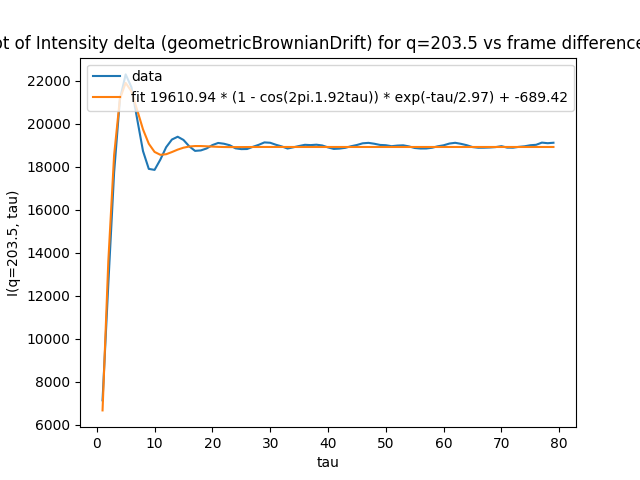 ot of Intensity delta (geometricBrownianDrift) for q=203.5 vs frame difference
data
fit 19610.94 * (1 - cos(2pi.1.92tau)) * exp(-tau/2.97) + -689.42
I(q=203.5, tau)
22000
20000
18000
16000
14000
12000
10000
8000
6000
0 10 20 30 40 50 60 70 80
tau